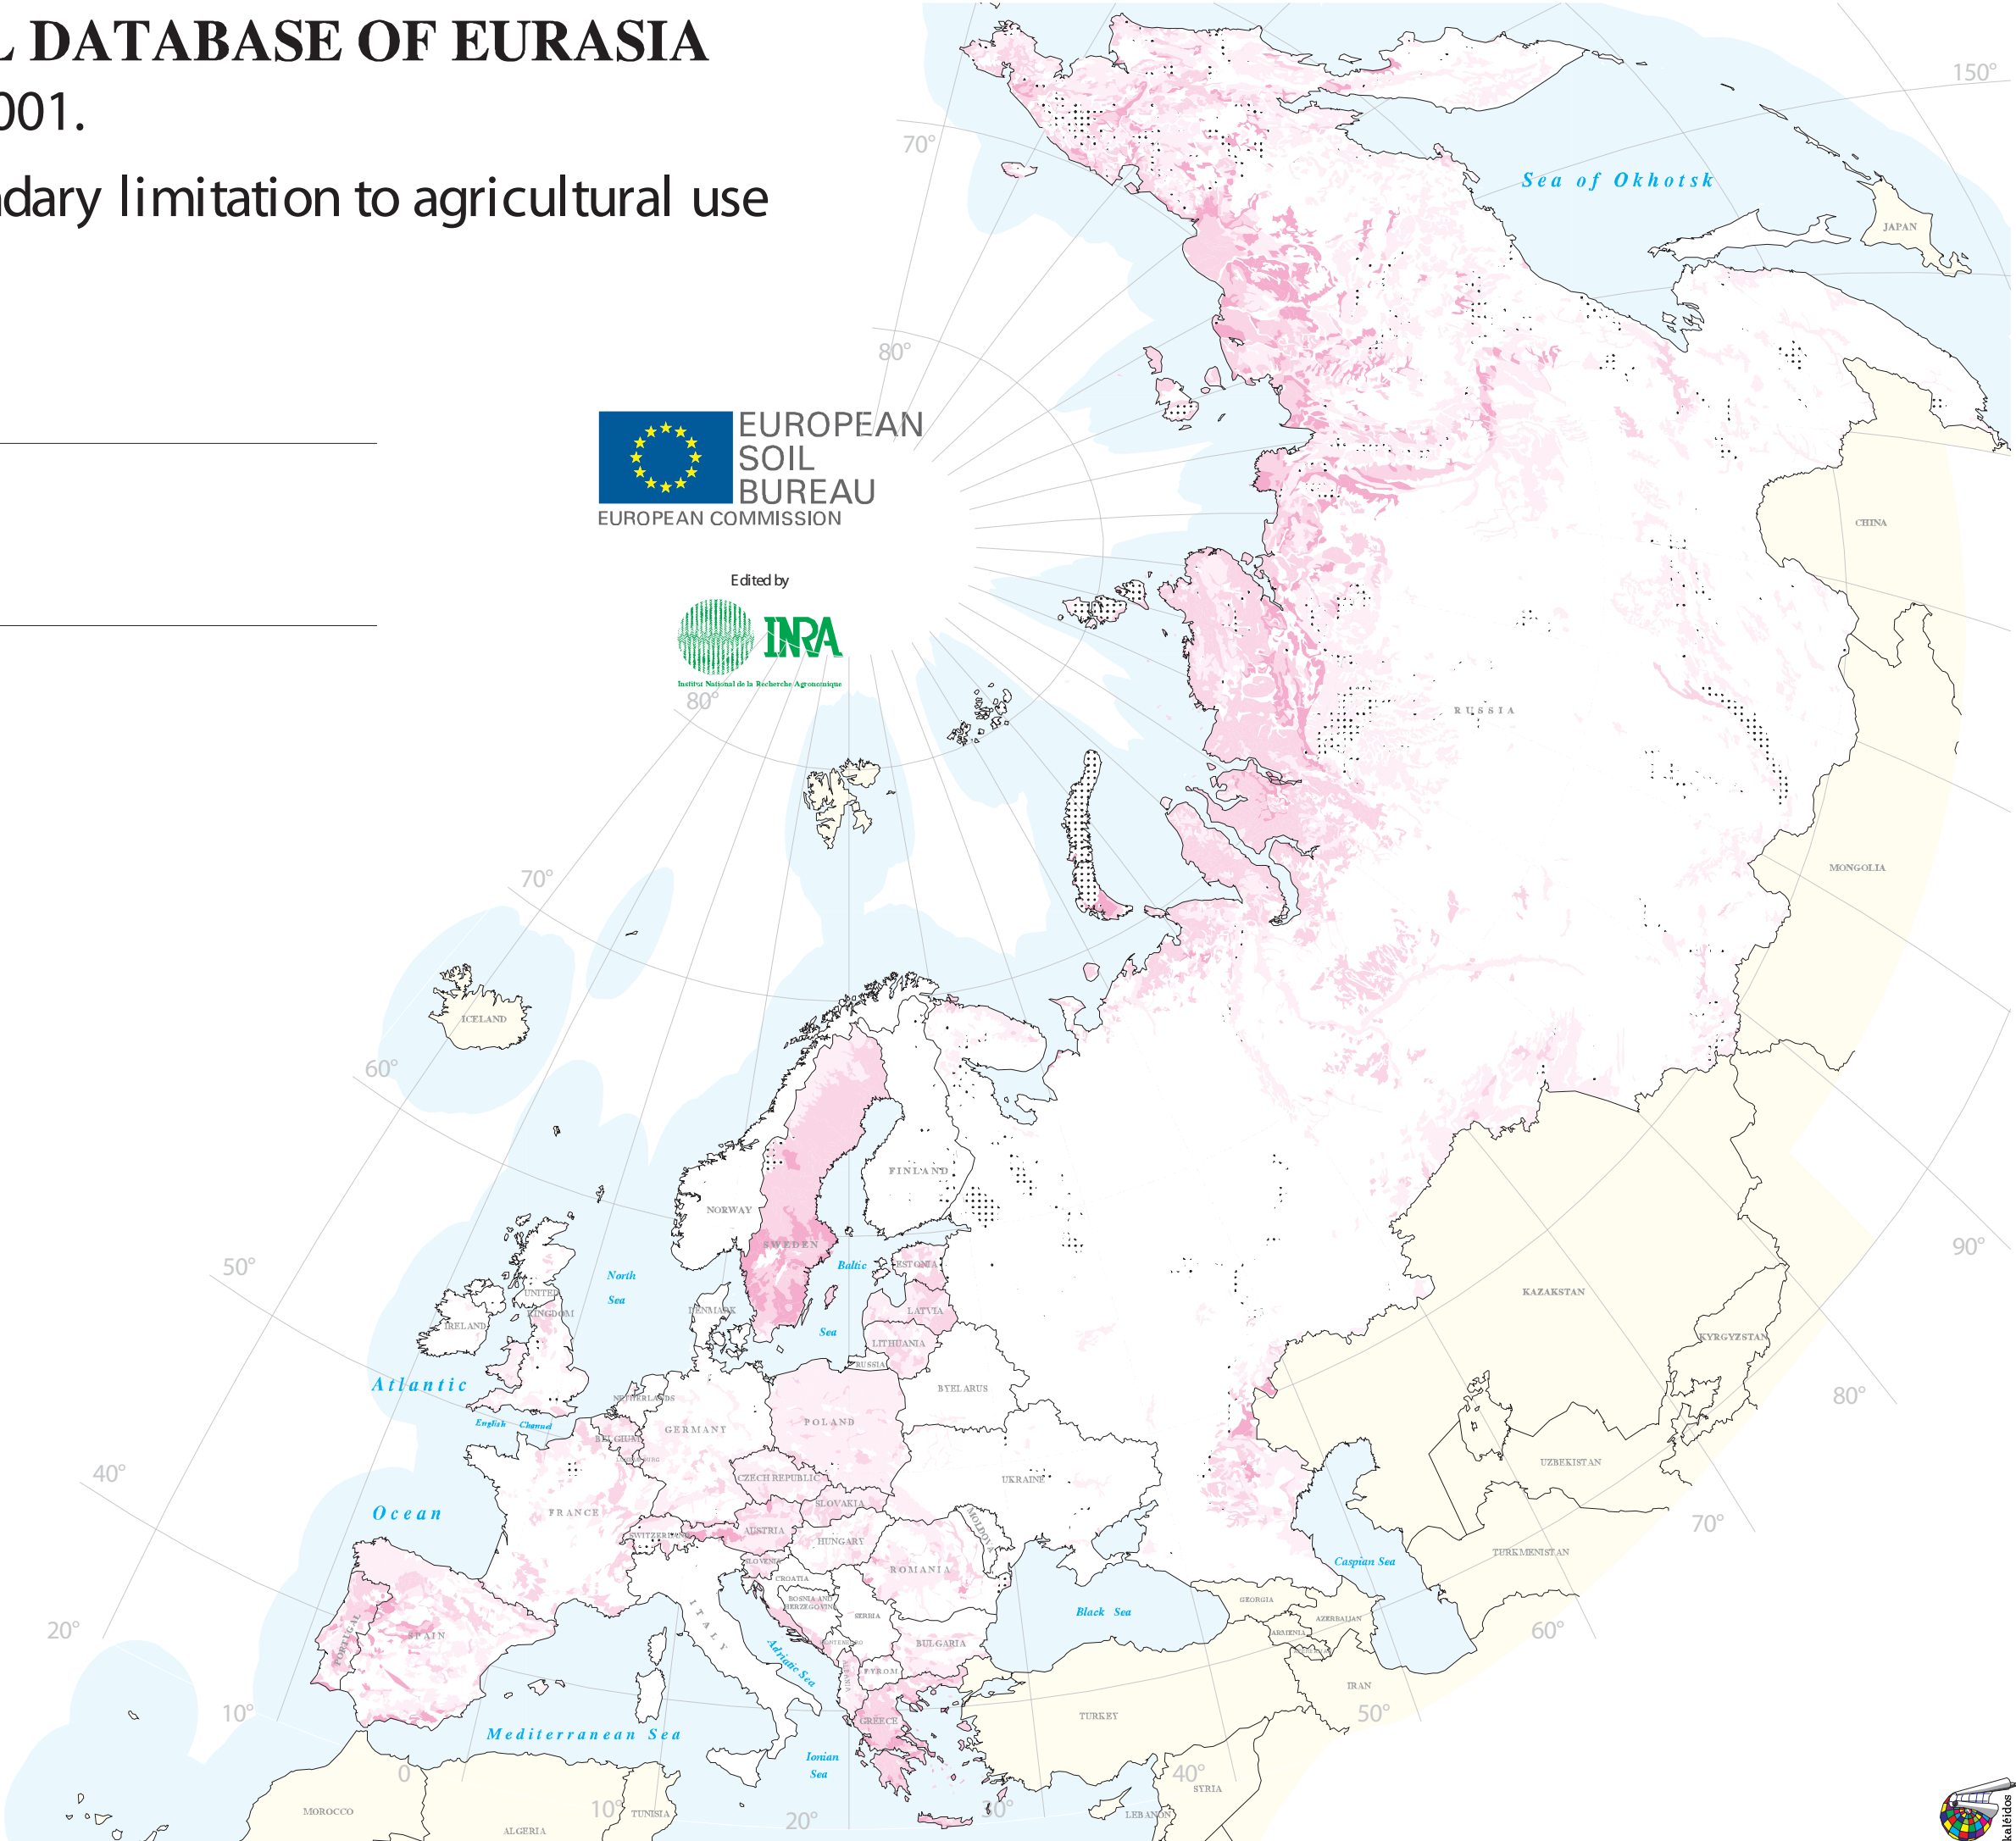 L DATABASE OF EURASIA
001.
dary limitation to agricultural use
EUROPEAN
SOIL
BUREAU
EUROPEAN COMMISSION
Edited by
INRA
Institut National de la Recherche Agronomique
150°
70°
80°
80°
70°
60°
50°
40°
20°
10°
0
10°
20°
30°
40°
50°
60°
70°
80°
90°
Sea of Okhotsk
JAPAN
CHINA
RUSSIA
MONGOLIA
ICELAND
FINLAND
NORWAY
SWEDEN
Baltic
Sea
ESTONIA
North
Sea
KAZAKSTAN
UNITED
KINGDOM
DENMARK
LATVIA
IRELAND
LITHUANIA
KYRGYZSTAN
RUSSIA
Atlantic
BYELARUS
NETHERLANDS
English Channel
POLAND
GERMANY
BELGIUM
LUXEMBURG
UZBEKISTAN
CZECH REPUBLIC
UKRAINE
SLOVAKIA
Ocean
FRANCE
MOLDOVA
SWITZERLAND
AUSTRIA
HUNGARY
TURKMENISTAN
SLOVENIA
Caspian Sea
ROMANIA
CROATIA
BOSNIA AND
HERZEGOVINA
GEORGIA
Black Sea
SERBIA
AZERBAIJAN
PORTUGAL
SPAIN
ITALY
ARMENIA
BULGARIA
Adriatic Sea
ALBANIA
F.Y.R.O.M.
IRAN
GREECE
TURKEY
Mediterranean Sea
Ionian
Sea
SYRIA
MOROCCO
TUNISIA
LEBANON
ALGERIA
kaléidos